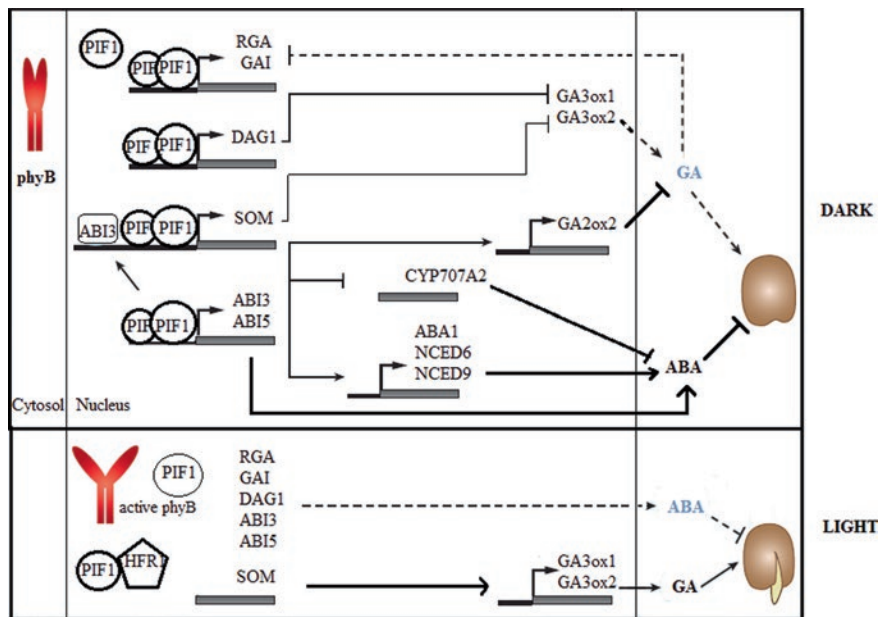 PIF1
RGA
GAI
PIF PIF1
GA3ox1
GA3ox2
DAG1
PIF PIF1
phyB
GA
SOM
ABI3 PIF PIF1
GA2ox2
DARK
CYP707A2
ABI3
ABI5
PIF PIF1
ABA1
NCED6
NCED9
ABA
Cytosol Nucleus
RGA
GAI
DAG1
ABI3
ABI5
PIF1
active phyB
ABA
LIGHT
PIF1 HFR1
SOM
GA3ox1
GA3ox2
GA